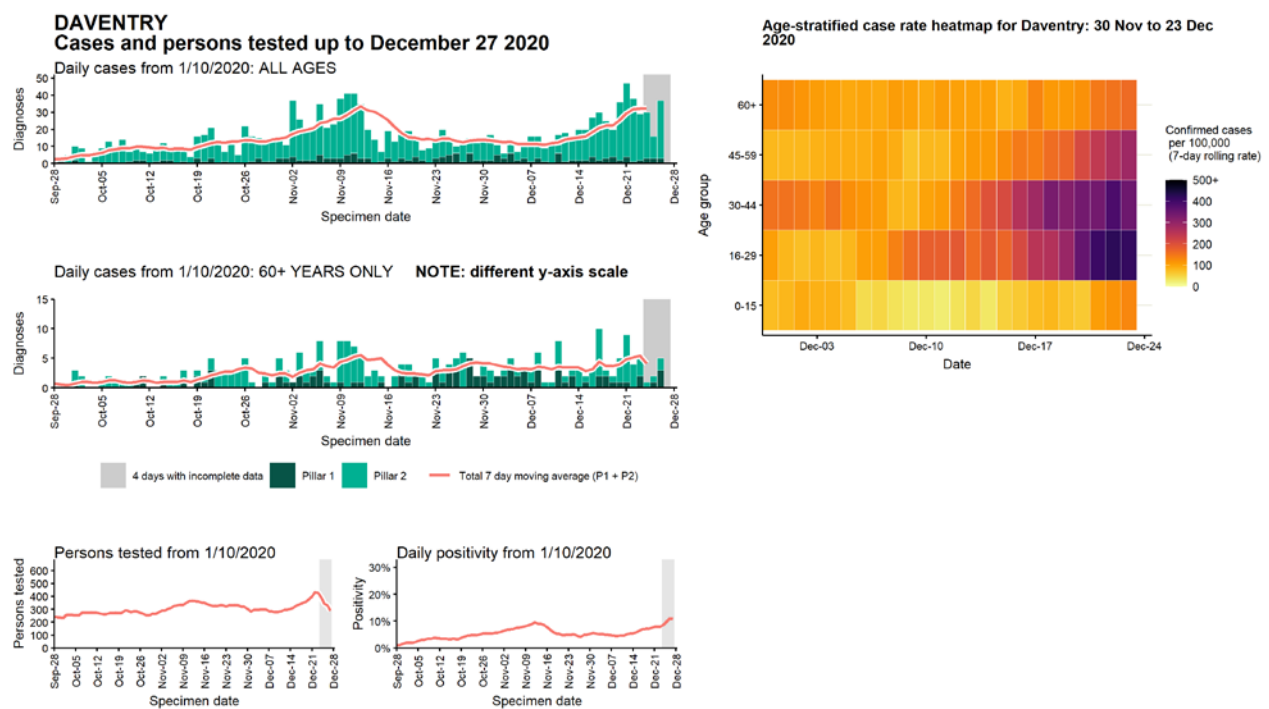 DAVENTRY
Cases and persons tested up to December 27 2020
Daily cases from 1/10/2020: ALL AGES
Diagnoses
50
40
30
20
10
0
Sep-28
Oct-05
Oct-12
Oct-19
Oct-26
Nov-02
Nov-09
Nov-16
Nov-23
Nov-30
Dec-07
Dec-14
Dec-21
Dec-28
Specimen date
Daily cases from 1/10/2020: 60+ YEARS ONLY NOTE: different y-axis scale
Diagnoses
15
10
5
0
Sep-28
Oct-05
Oct-12
Oct-19
Oct-26
Nov-02
Nov-09
Nov-16
Nov-23
Nov-30
Dec-07
Dec-14
Dec-21
Dec-28
Specimen date
4 days with incomplete data Pillar 1 Pillar 2 Total 7 day moving average (P1 + P2)
Persons tested from 1/10/2020
Persons tested
600
500
400
300
200
100
0
Sep-28
Oct-05
Oct-12
Oct-19
Oct-26
Nov-02
Nov-09
Nov-16
Nov-23
Nov-30
Dec-07
Dec-14
Dec-21
Dec-28
Specimen date
Daily positivity from 1/10/2020
Positivity
30%
20%
10%
0%
Sep-28
Oct-05
Oct-12
Oct-19
Oct-26
Nov-02
Nov-09
Nov-16
Nov-23
Nov-30
Dec-07
Dec-14
Dec-21
Dec-28
Specimen date
Age-stratified case rate heatmap for Daventry: 30 Nov to 23 Dec
2020
Age group
60+
45-59
30-44
16-29
0-15
Dec-03
Dec-10
Dec-17
Dec-24
Date
Confirmed cases
per 100,000
(7-day rolling rate)
500+
400
300
200
100
0